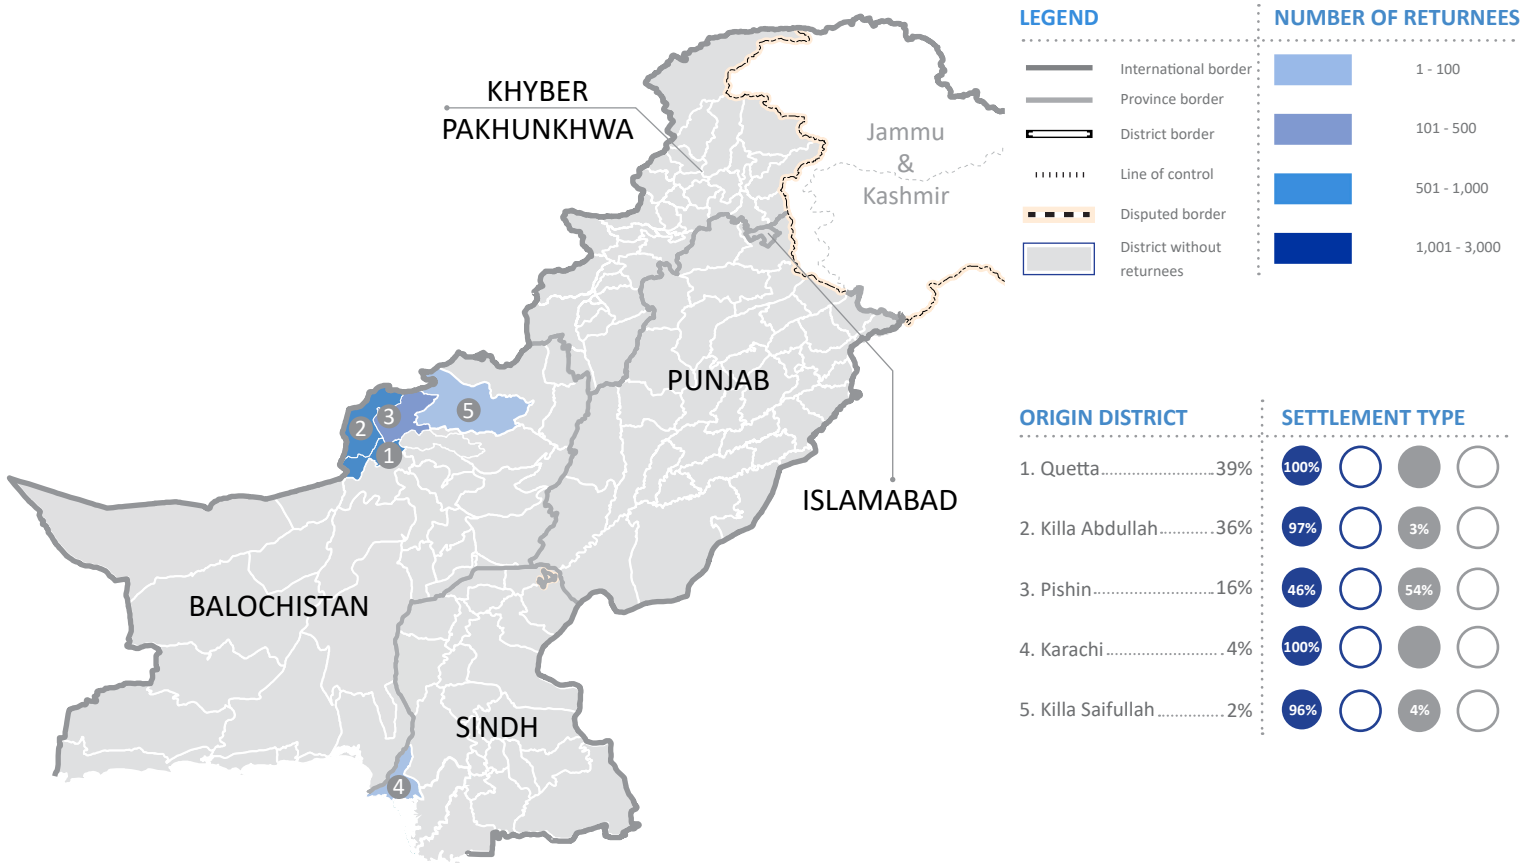 KHYBER
PAKHUNKHWA
Jammu
&
Kashmir
PUNJAB
ISLAMABAD
BALOCHISTAN
SINDH
1
2
3
4
5
LEGEND
International border
Province border
District border
Line of control
Disputed border
District without
returnees
NUMBER OF RETURNEES
1 - 100
101 - 500
501 - 1,000
1,001 - 3,000
ORIGIN DISTRICT SETTLEMENT TYPE
1. Quetta 39% 100%
2. Killa Abdullah 36% 97% 3%
3. Pishin 16% 46% 54%
4. Karachi 4% 100%
5. Killa Saifullah 2% 96% 4%